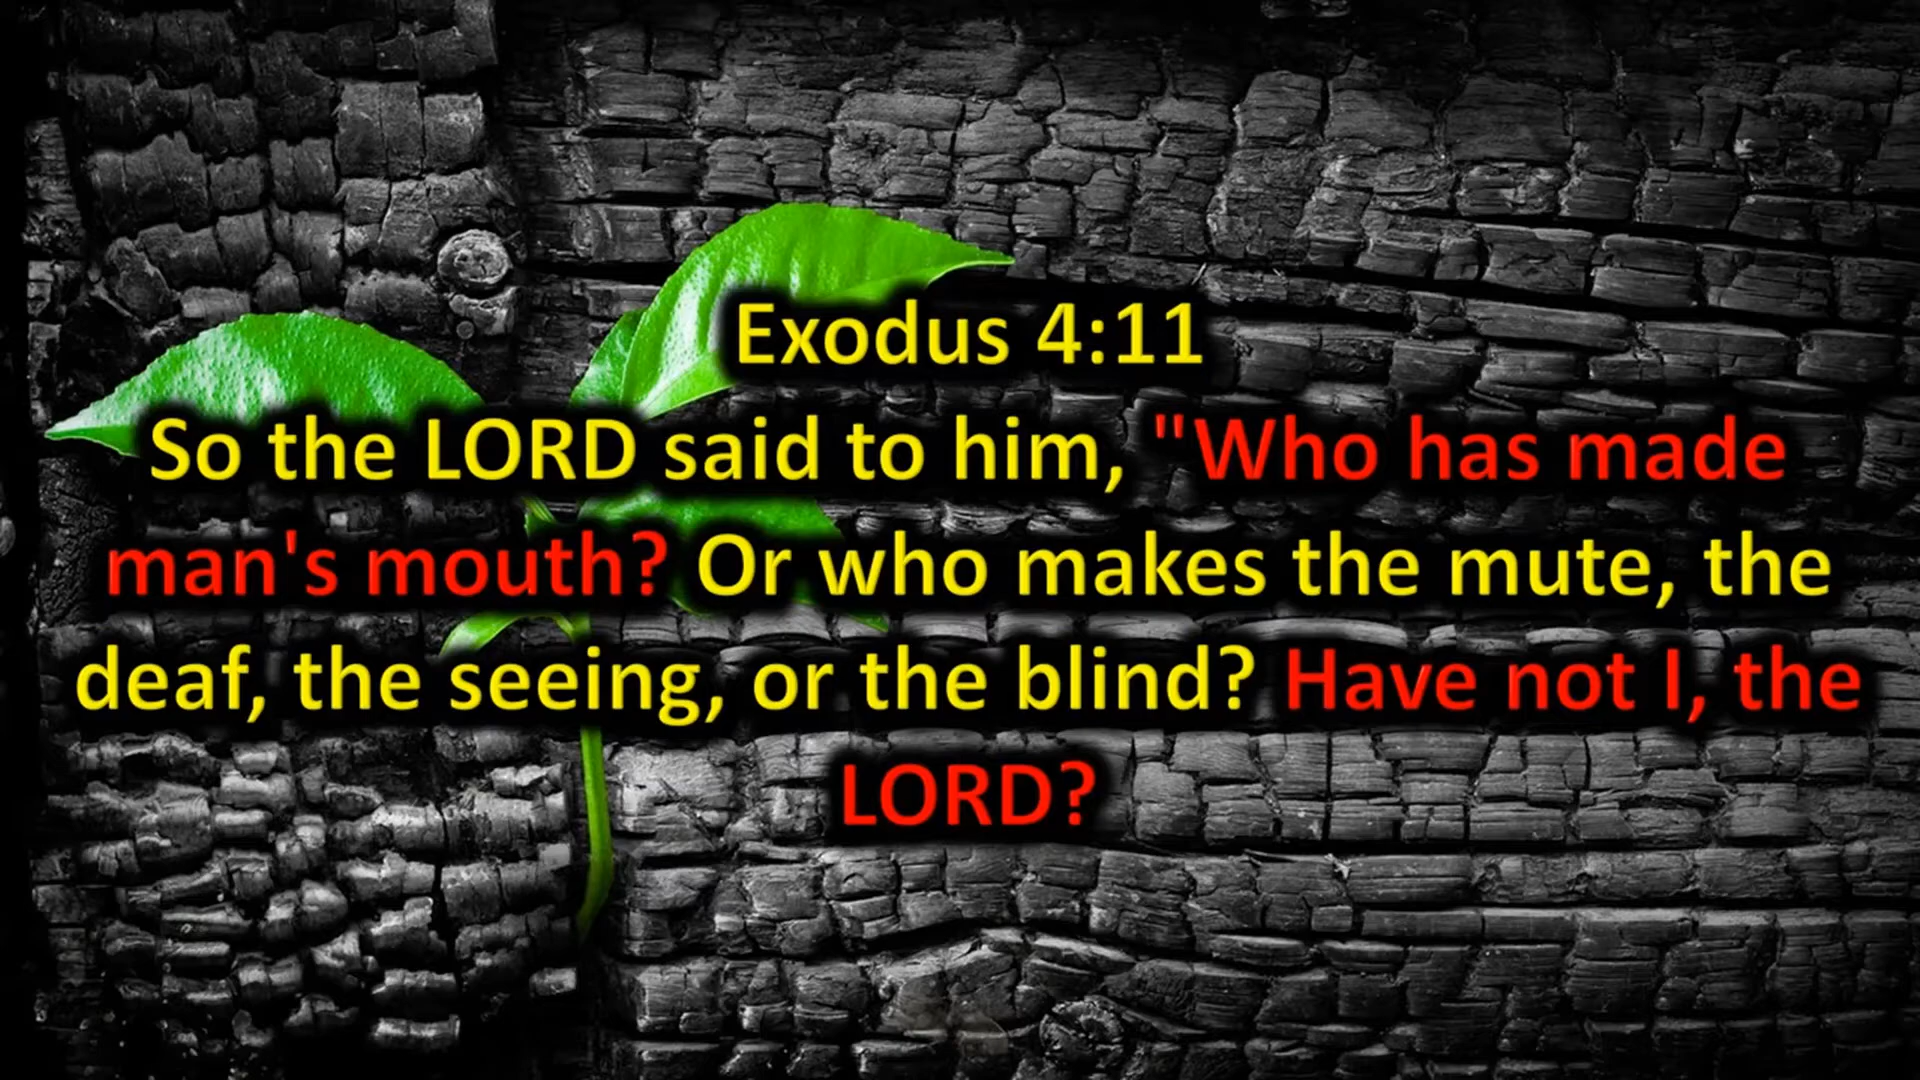 Exodus 4:11
So the LORD said to him, "Who has made
man's mouth? Or who makes the mute, the
deaf, the seeing, or the blind? Have not I, the
LORD?